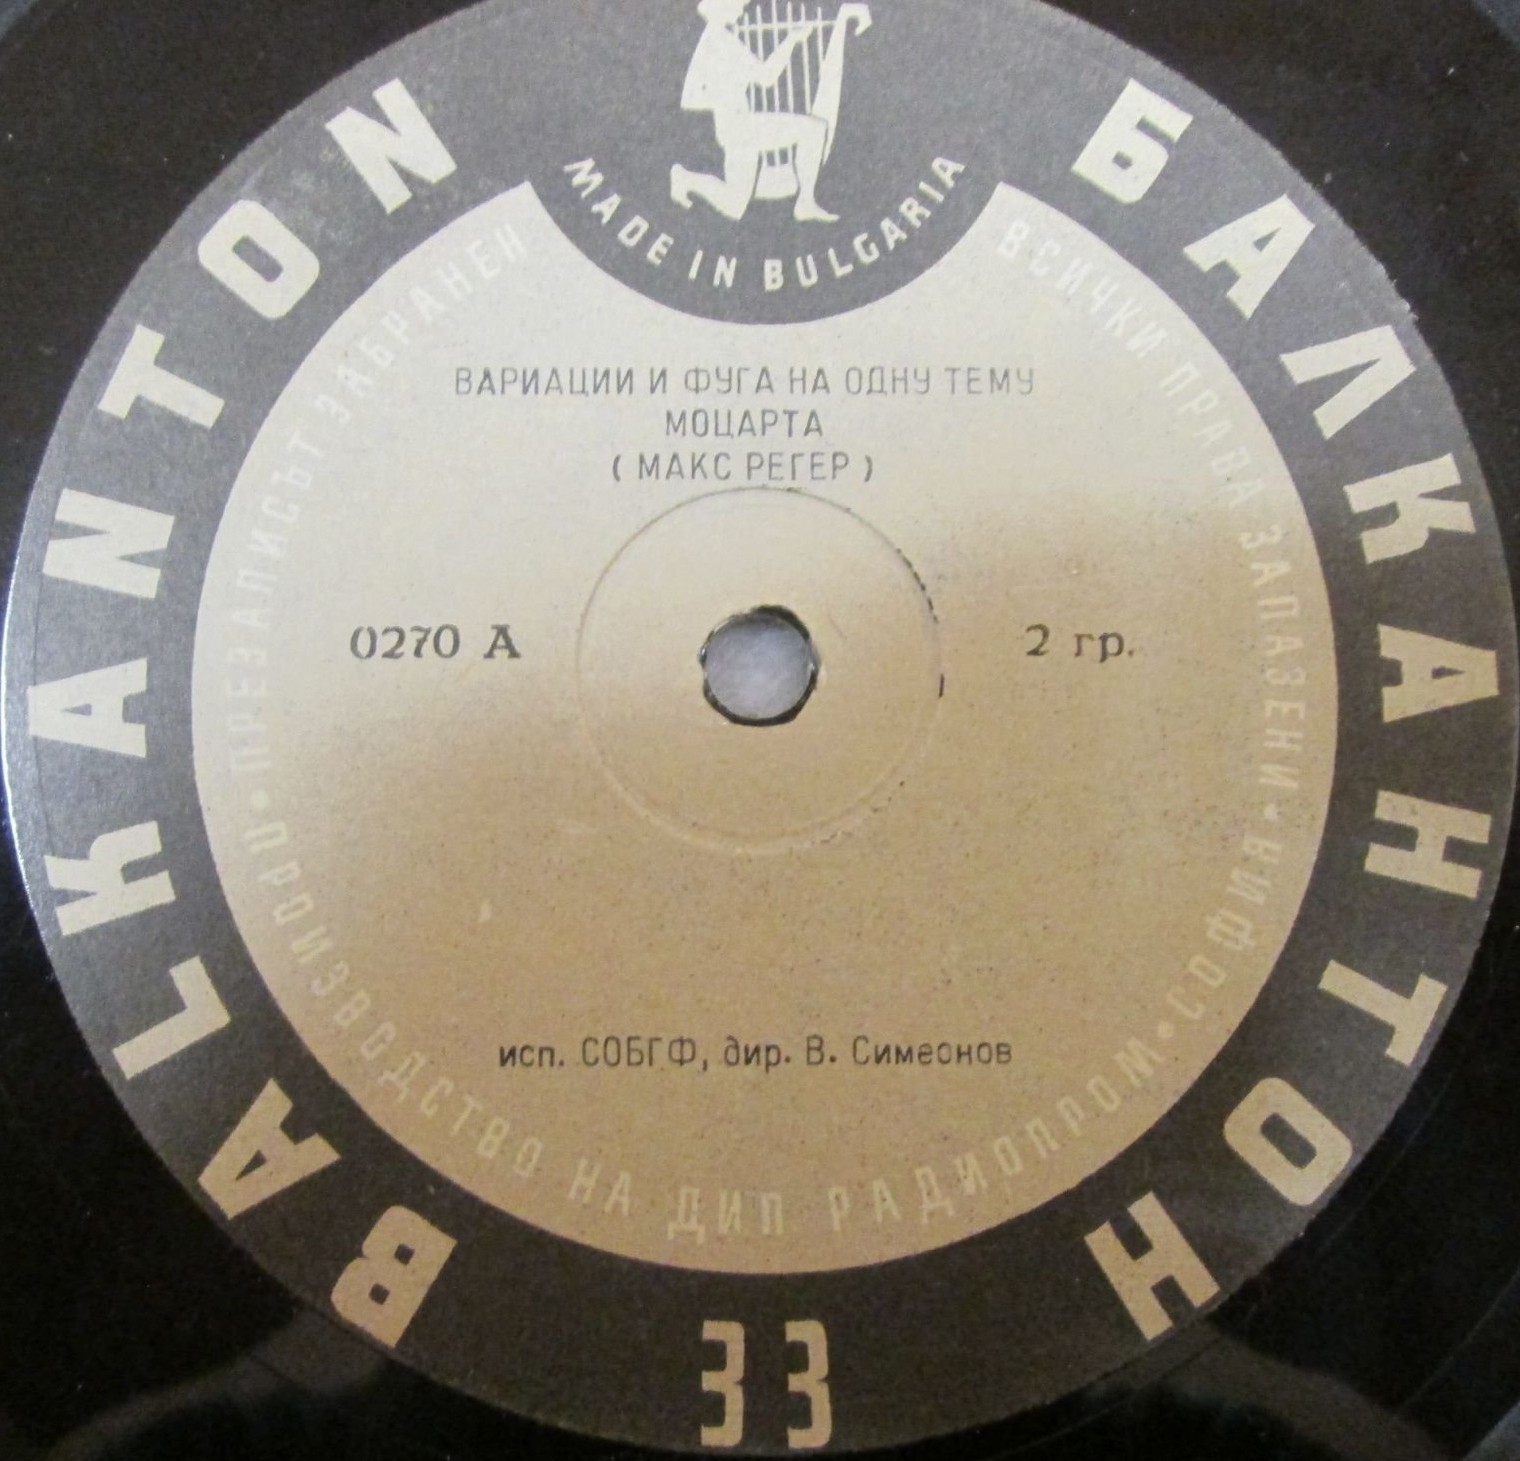 BALKANTON
БАЛКАНТОН
MADE IN BULGARIA
ВСИЧКИ ПРАВА ЗАПАЗЕНИ • СОФИЯ • ПРОИЗВОДСТВО НА ДИП РАДИОПРОМ • ПРЕЗАПИСЪТ ЗАБРАНЕН
ВАРИАЦИИ И ФУГА НА ОДНУ ТЕМУ
МОЦАРТА
( МАКС РЕГЕР )
0270 А
2 гр.
исп. СОБГФ, дир. В. Симеонов
33